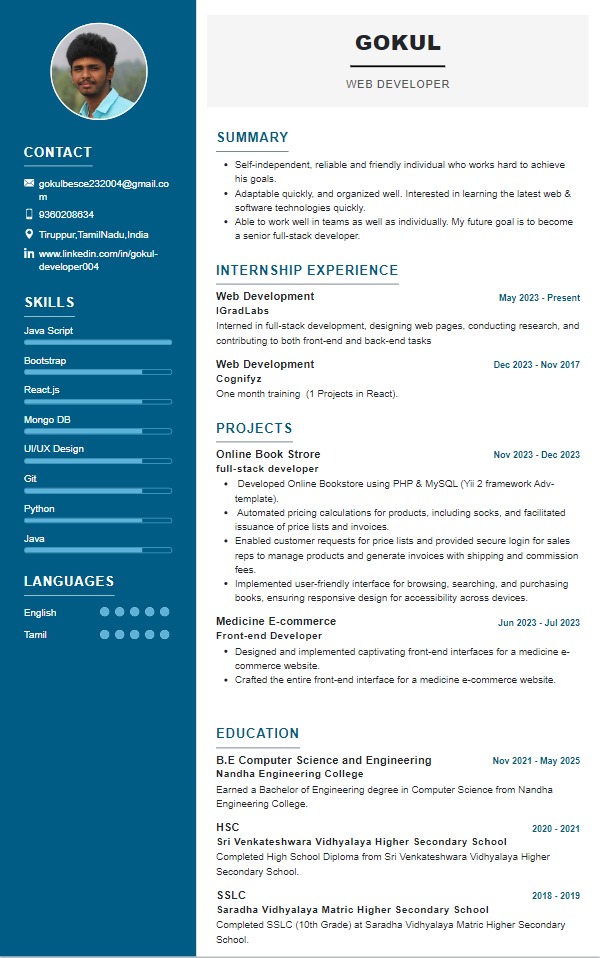 GOKUL
WEB DEVELOPER
CONTACT
gokulbesce232004@gmail.co
m
9360208634
Tiruppur,TamilNadu,India
www.linkedin.com/in/gokul-
developer004
SKILLS
Java Script
Bootstrap
React.js
Mongo DB
UI/UX Design
Git
Python
Java
LANGUAGES
English
Tamil
SUMMARY
Self-independent, reliable and friendly individual who works hard to achieve
his goals.
Adaptable quickly, and organized well. Interested in learning the latest web &
software technologies quickly.
Able to work well in teams as well as individually. My future goal is to become
a senior full-stack developer.
INTERNSHIP EXPERIENCE
Web Development May 2023 - Present
IGradLabs
Interned in full-stack development, designing web pages, conducting research, and
contributing to both front-end and back-end tasks
Web Development Dec 2023 - Nov 2017
Cognifyz
One month training (1 Projects in React).
PROJECTS
Online Book Strore Nov 2023 - Dec 2023
full-stack developer
Developed Online Bookstore using PHP & MySQL (Yii 2 framework Adv-
template).
Automated pricing calculations for products, including socks, and facilitated
issuance of price lists and invoices.
Enabled customer requests for price lists and provided secure login for sales
reps to manage products and generate invoices with shipping and commission
fees.
Implemented user-friendly interface for browsing, searching, and purchasing
books, ensuring responsive design for accessibility across devices.
Medicine E-commerce Jun 2023 - Jul 2023
Front-end Developer
Designed and implemented captivating front-end interfaces for a medicine e-
commerce website.
Crafted the entire front-end interface for a medicine e-commerce website.
EDUCATION
B.E Computer Science and Engineering Nov 2021 - May 2025
Nandha Engineering College
Earned a Bachelor of Engineering degree in Computer Science from Nandha
Engineering College.
HSC 2020 - 2021
Sri Venkateshwara Vidhyalaya Higher Secondary School
Completed High School Diploma from Sri Venkateshwara Vidhyalaya Higher
Secondary School.
SSLC 2018 - 2019
Saradha Vidhyalaya Matric Higher Secondary School
Completed SSLC (10th Grade) at Saradha Vidyalaya Matric Higher Secondary
School.